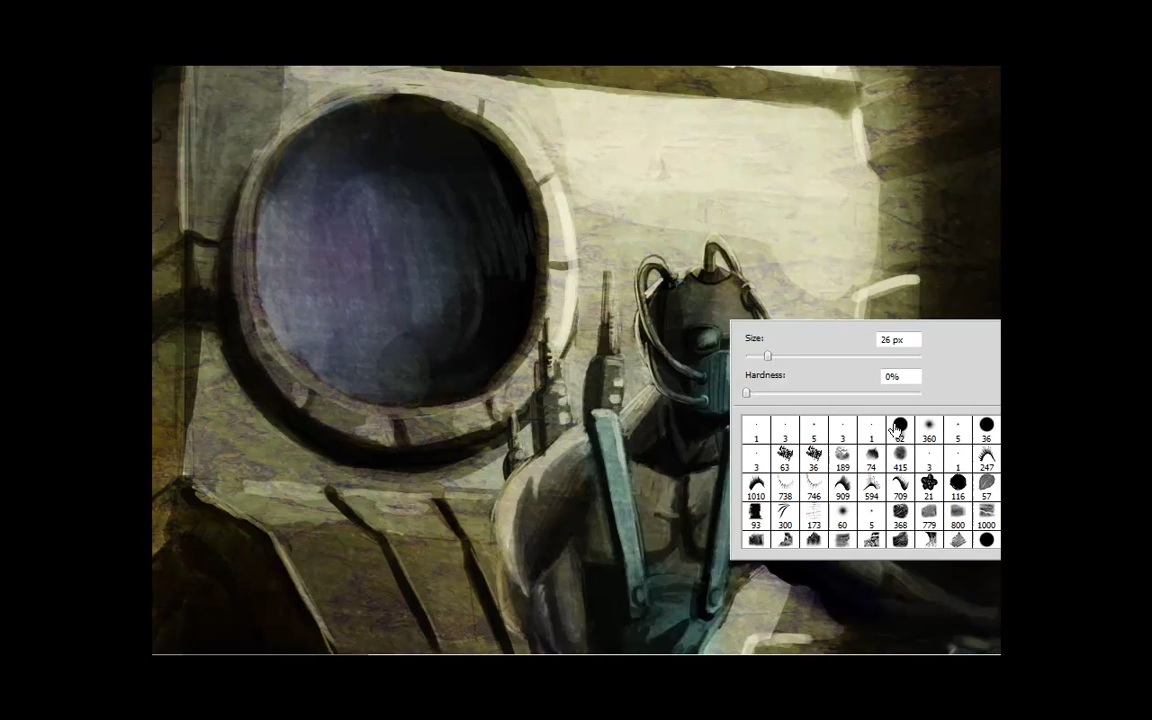 Size:
26 px
Hardness:
0%
1 3 5 3 1 62 360 5 36
3 63 36 189 74 415 3 1 247
1010 738 746 909 594 709 21 116 57
93 300 173 60 5 368 779 800 1000